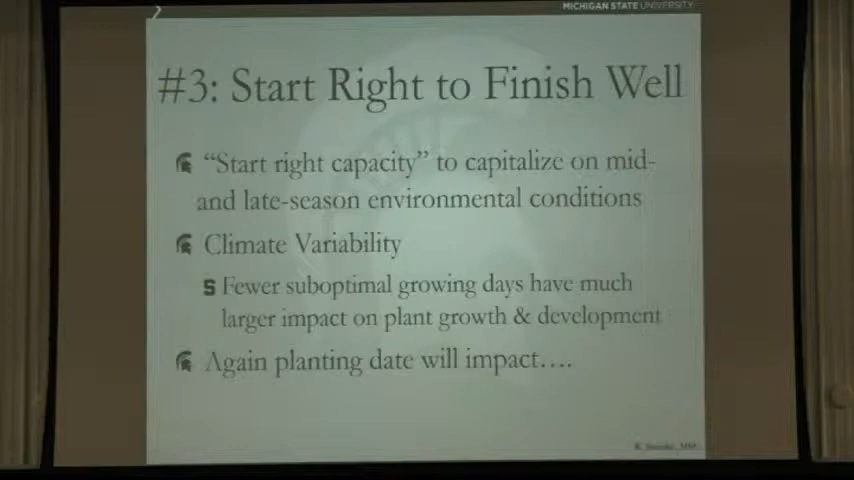 MICHIGAN STATE UNIVERSITY
#3: Start Right to Finish Well
“Start right capacity” to capitalize on mid-
and late-season environmental conditions
Climate Variability
S Fewer suboptimal growing days have much
larger impact on plant growth & development
Again planting date will impact….